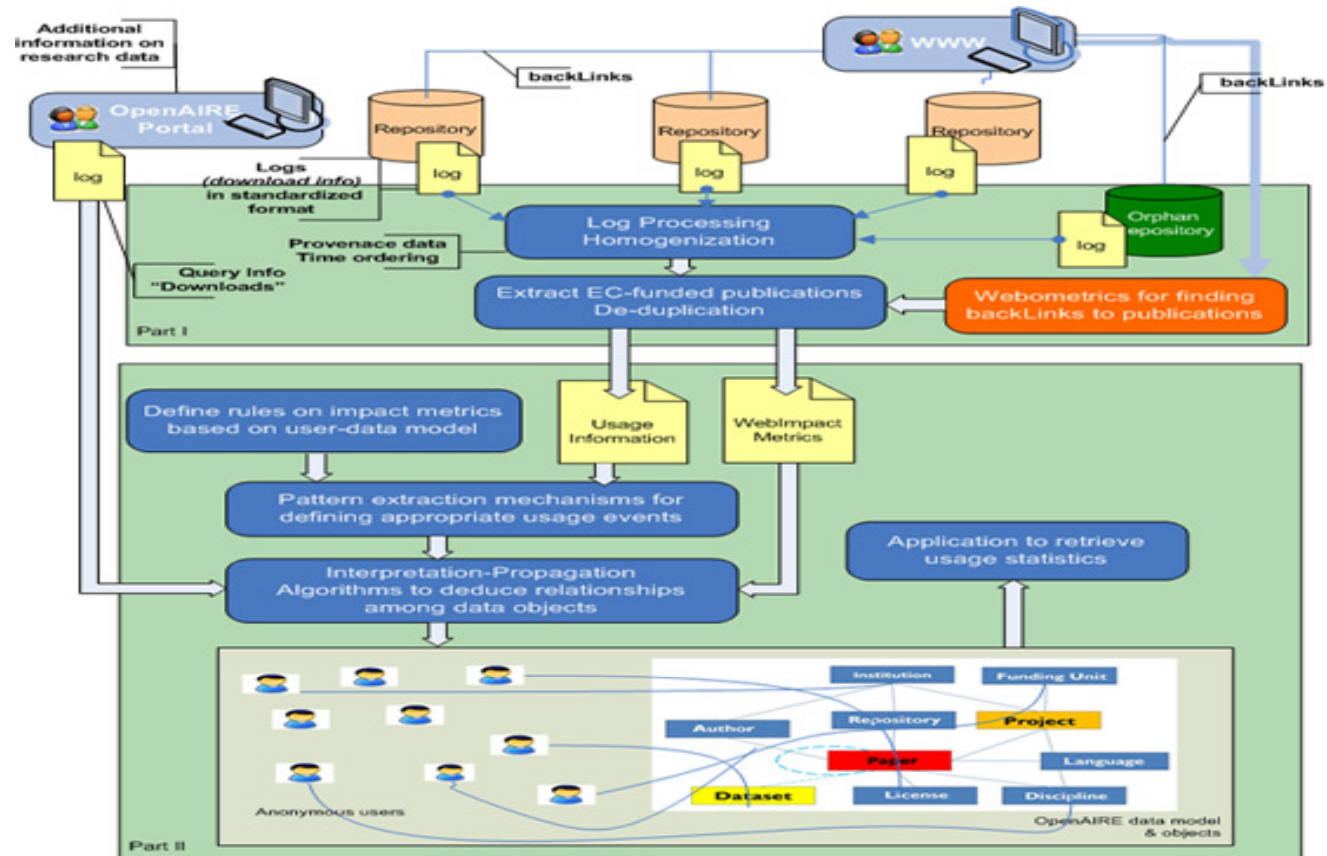 Additional
information on
research data
WWW
backLinks
backLinks
OpenAIRE
Portal
Repository
Repository
Repository
log
log
log
log
Logs
(download info)
in standardized
format
Log Processing
Homogenization
Orphan
Repository
log
Provenace data
Time ordering
Query Info
"Downloads"
Extract EC-funded publications
De-duplication
Webometrics for finding
backLinks to publications
Part I
Define rules on impact metrics
based on user-data model
Usage
Information
WebImpact
Metrics
Pattern extraction mechanisms for
defining appropriate usage events
Application to retrieve
usage statistics
Interpretation-Propagation
Algorithms to deduce relationships
among data objects
Institution
Funding Unit
Author
Repository
Project
Paper
Language
Dataset
License
Discipline
Anonymous users
OpenAIRE data model
& objects
Part II